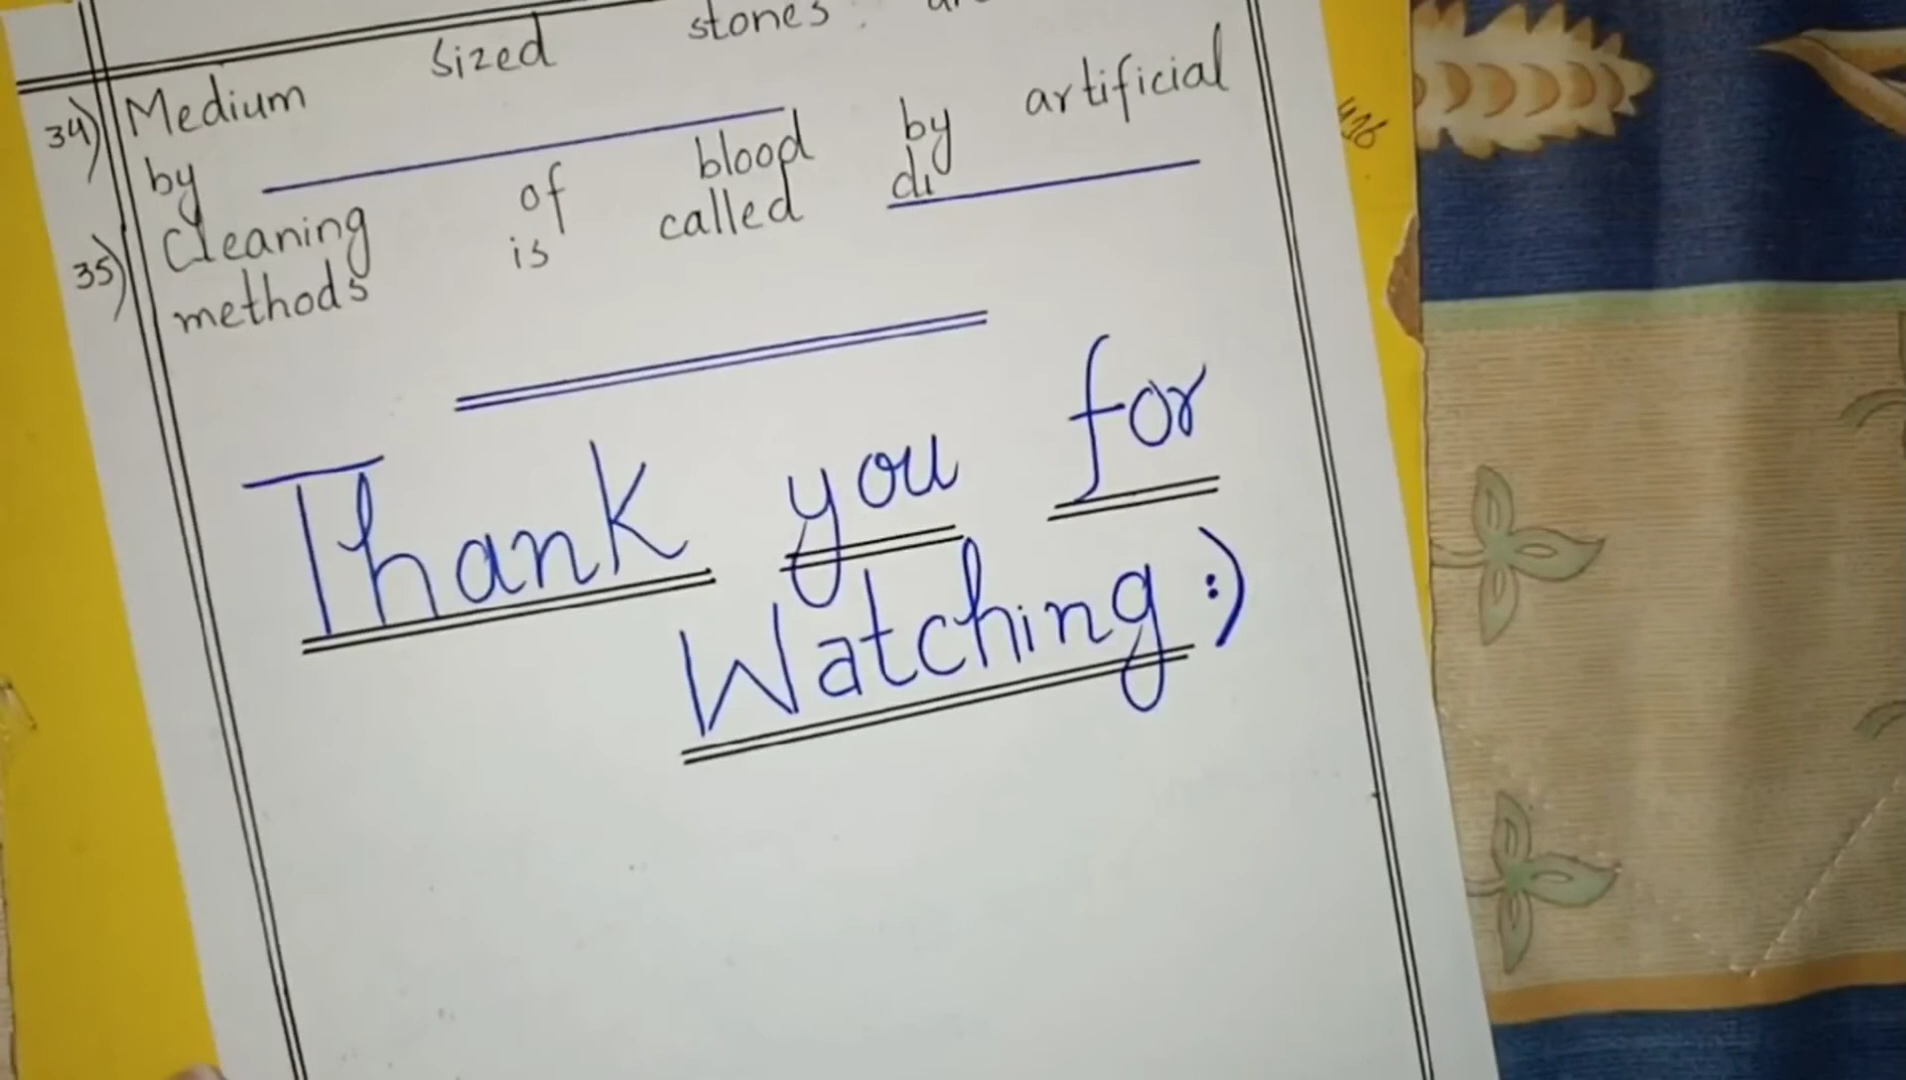 34) Medium sized stones
by
35) Cleaning of blood by artificial
methods is called di
Thank you for
Watching :)